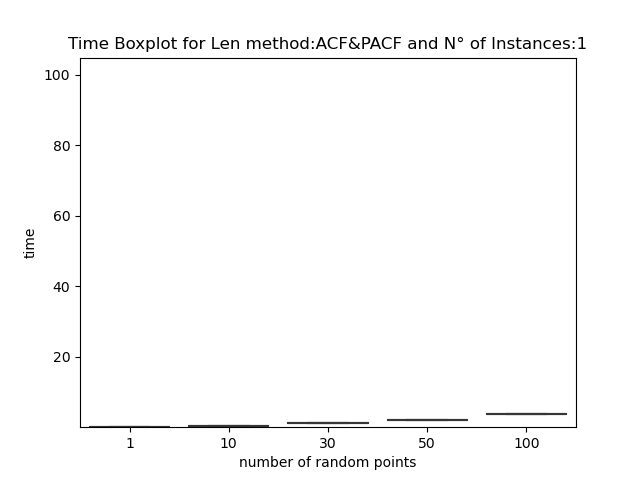 Time Boxplot for Len method:ACF&PACF and N° of Instances:1
100
80
60
40
20
time
1 10 30 50 100
number of random points